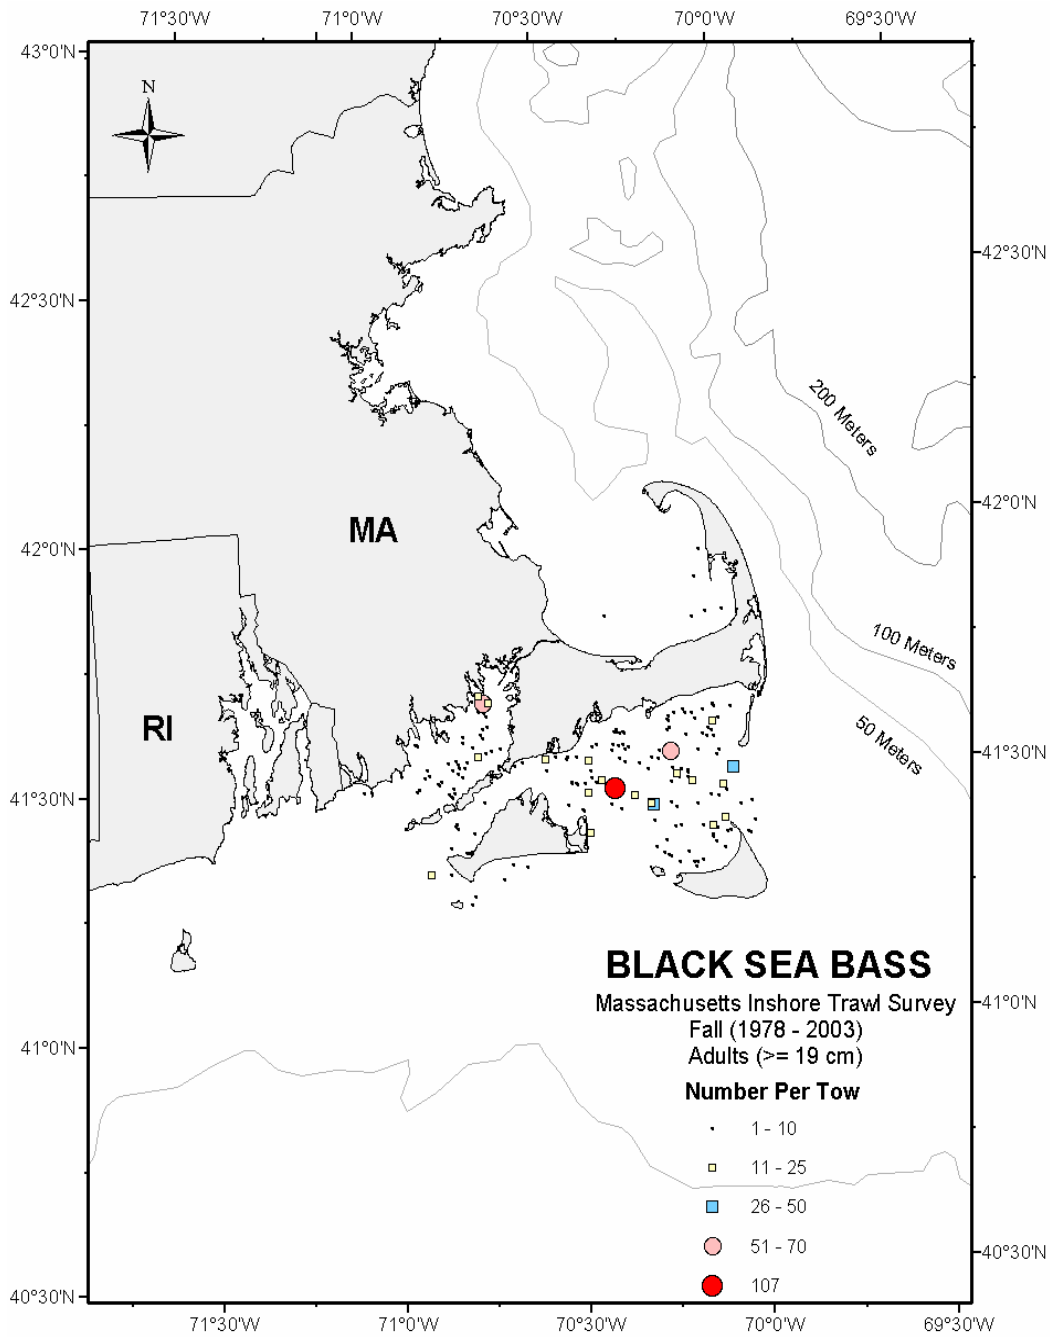 71°30'W 71°0'W 70°30'W 70°0'W 69°30'W
43°0'N
N
42°30'N
42°30'N
200 Meters
42°0'N
MA
42°0'N
100 Meters
RI
50 Meters
41°30'N
41°30'N
BLACK SEA BASS
Massachusetts Inshore Trawl Survey
41°0'N
Fall (1978 - 2003)
41°0'N
Adults (>= 19 cm)
Number Per Tow
1 - 10
11 - 25
26 - 50
51 - 70
40°30'N
107
40°30'N
71°30'W 71°0'W 70°30'W 70°0'W 69°30'W